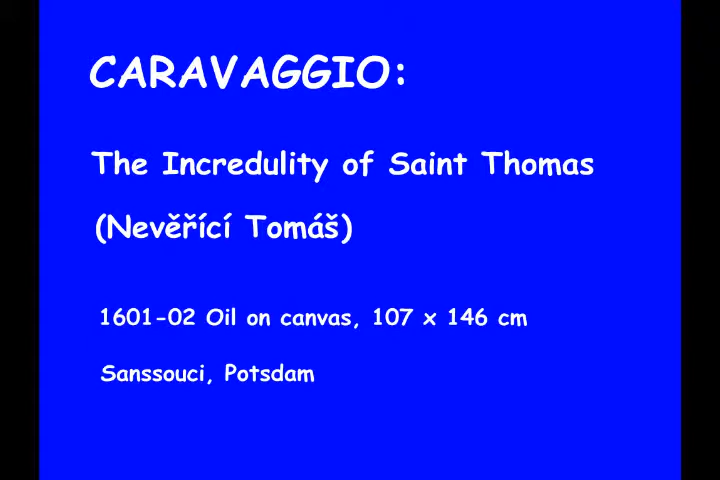 CARAVAGGIO:
The Incredulity of Saint Thomas
(Nevěřící Tomáš)
1601-02 Oil on canvas, 107 x 146 cm
Sanssouci, Potsdam